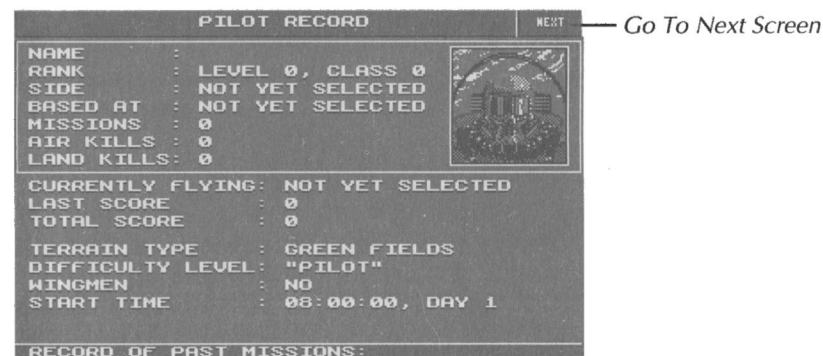 PILOT RECORD NEXT Go To Next Screen
NAME :
RANK : LEVEL 0, CLASS 0
SIDE : NOT YET SELECTED
BASED AT : NOT YET SELECTED
MISSIONS : 0
AIR KILLS : 0
LAND KILLS: 0
CURRENTLY FLYING: NOT YET SELECTED
LAST SCORE : 0
TOTAL SCORE : 0
TERRAIN TYPE : GREEN FIELDS
DIFFICULTY LEVEL: "PILOT"
WINGMEN : NO
START TIME : 08:00:00, DAY 1
RECORD OF PAST MISSIONS: